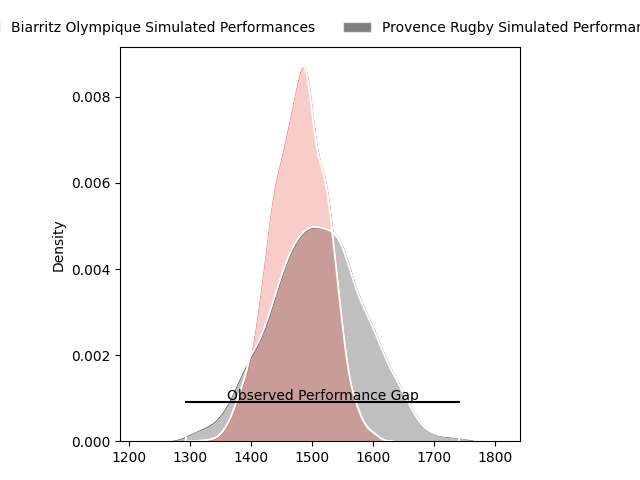 Biarritz Olympique Simulated Performances
Provence Rugby Simulated
0.008
0.006
0.004
0.002
0.000
Density
Observed Performance Gap
1200 1300 1400 1500 1600 1700 1800